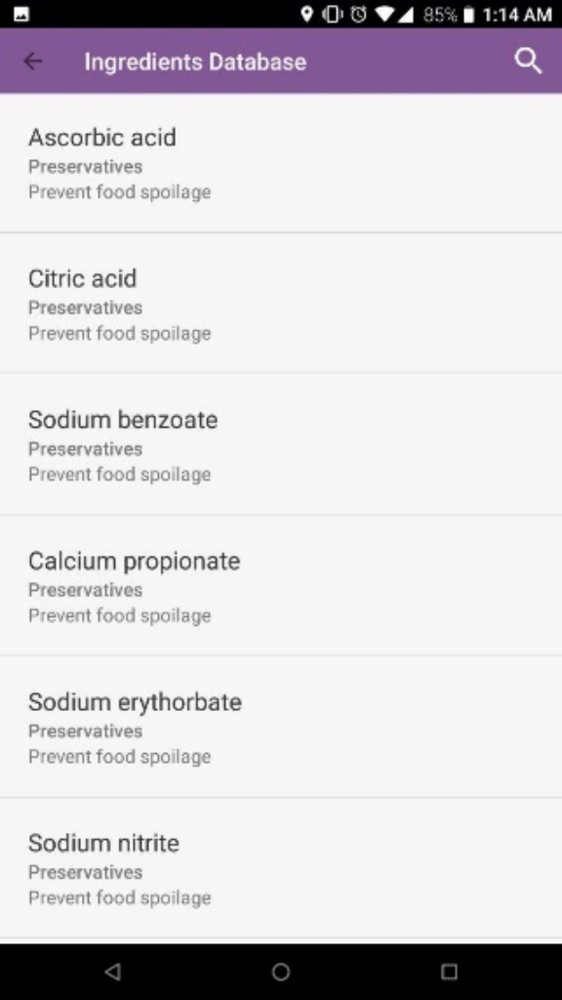 85% 1:14 AM
Ingredients Database
Ascorbic acid
Preservatives
Prevent food spoilage
Citric acid
Preservatives
Prevent food spoilage
Sodium benzoate
Preservatives
Prevent food spoilage
Calcium propionate
Preservatives
Prevent food spoilage
Sodium erythorbate
Preservatives
Prevent food spoilage
Sodium nitrite
Preservatives
Prevent food spoilage